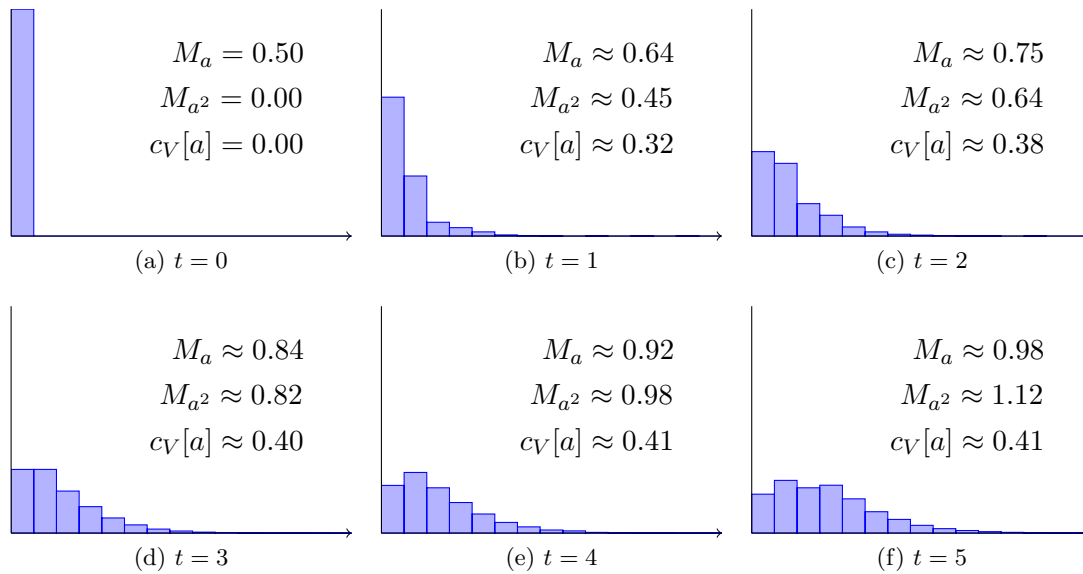 M_a = 0.50
M_{a^2} = 0.00
c_V[a] = 0.00
(a) t = 0
M_a ≈ 0.64
M_{a^2} ≈ 0.45
c_V[a] ≈ 0.32
(b) t = 1
M_a ≈ 0.75
M_{a^2} ≈ 0.64
c_V[a] ≈ 0.38
(c) t = 2
M_a ≈ 0.84
M_{a^2} ≈ 0.82
c_V[a] ≈ 0.40
(d) t = 3
M_a ≈ 0.92
M_{a^2} ≈ 0.98
c_V[a] ≈ 0.41
(e) t = 4
M_a ≈ 0.98
M_{a^2} ≈ 1.12
c_V[a] ≈ 0.41
(f) t = 5